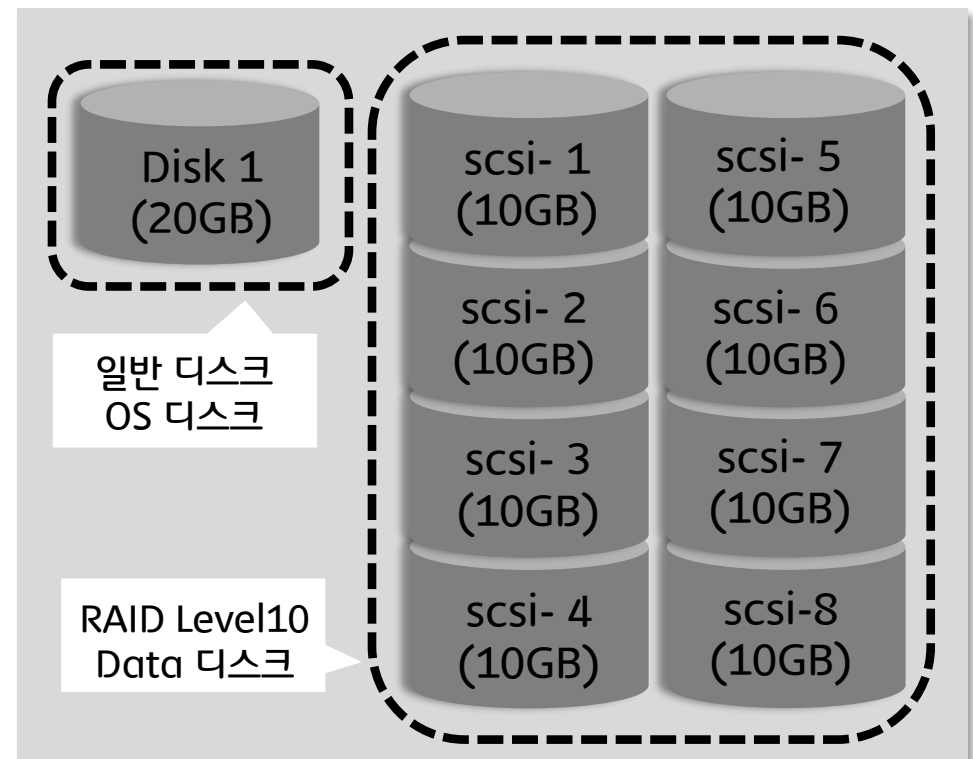 Disk 1
(20GB)
일반 디스크
OS 디스크
RAID Level10
Data 디스크
scsi- 1
(10GB)
scsi- 2
(10GB)
scsi- 3
(10GB)
scsi- 4
(10GB)
scsi- 5
(10GB)
scsi- 6
(10GB)
scsi- 7
(10GB)
scsi-8
(10GB)